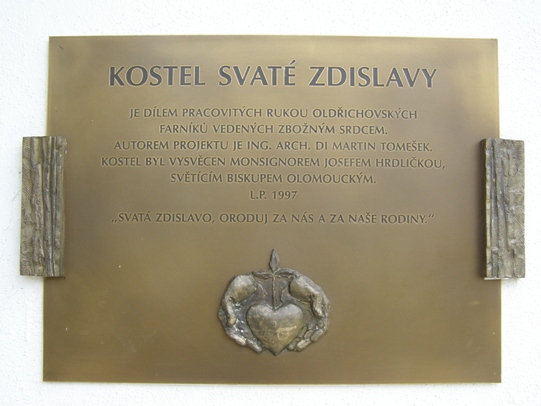 KOSTEL SVATÉ ZDISLAVY
JE DÍLEM PRACOVITÝCH RUKOU OLDŘICHOVSKÝCH
FARNÍKŮ VEDENÝCH ZBOŽNÝM SRDCEM.
AUTOREM PROJEKTU JE ING. ARCH. DI MARTIN TOMEŠEK.
KOSTEL BYL VYSVĚCEN MONSIGNOREM JOSEFEM HRDLIČKOU,
SVĚTÍCÍM BISKUPEM OLOMOUCKÝM.
L.P. 1997
„SVATÁ ZDISLAVO, ORODUJ ZA NÁS A ZA NAŠE RODINY.“